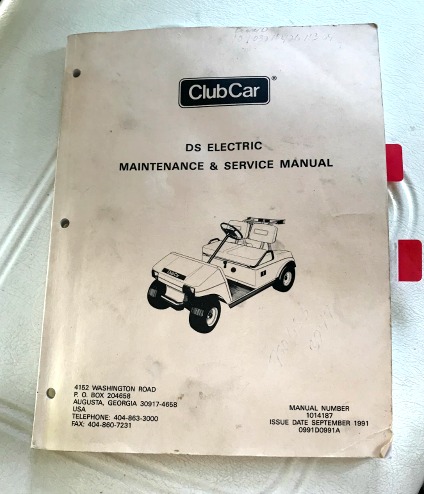 ClubCar®
DS ELECTRIC
MAINTENANCE & SERVICE MANUAL
4152 WASHINGTON ROAD
P. O. BOX 204658
AUGUSTA, GEORGIA 30917-4658
USA
TELEPHONE: 404-863-3000
FAX: 404-860-7231
MANUAL NUMBER
1014187
ISSUE DATE SEPTEMBER 1991
0991D0991A